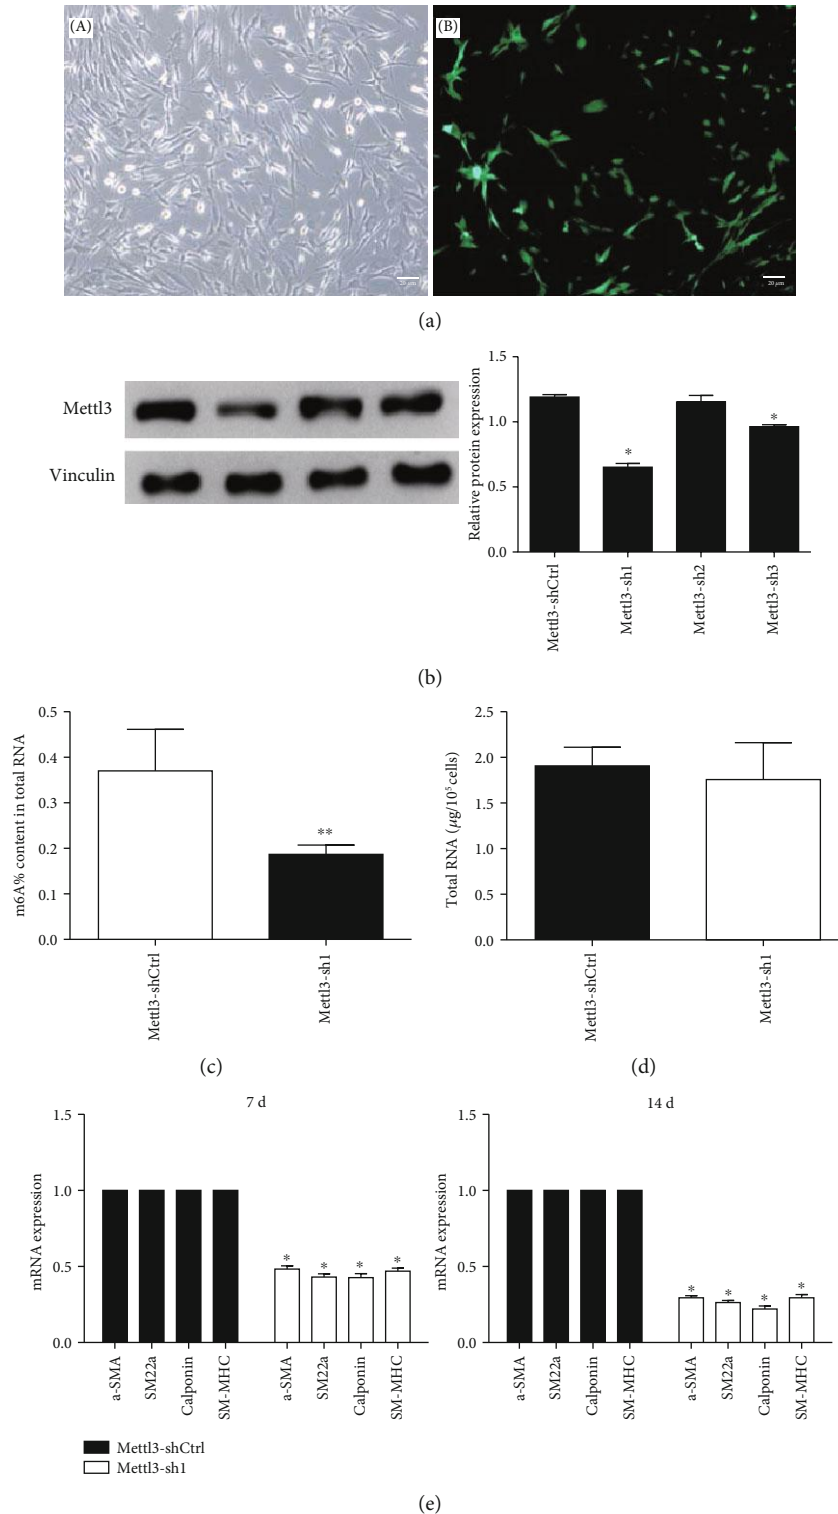 (A)
(B)
20 μm
20 μm
(a)
Mettl3
Vinculin
Relative protein expression
1.5
1.0
0.5
0.0
*
*
Mettl3-shCtrl
Mettl3-sh1
Mettl3-sh2
Mettl3-sh3
(b)
m6A% content in total RNA
0.5
0.4
0.3
0.2
0.1
0.0
**
Mettl3-shCtrl
Mettl3-sh1
(c)
Total RNA (μg/10⁵ cells)
2.5
2.0
1.5
1.0
0.5
0.0
Mettl3-shCtrl
Mettl3-sh1
(d)
7 d
mRNA expression
1.5
1.0
0.5
0.0
* * * *
a-SMA
SM22a
Calponin
SM-MHC
a-SMA
SM22a
Calponin
SM-MHC
14 d
mRNA expression
1.5
1.0
0.5
0.0
* * * *
a-SMA
SM22a
Calponin
SM-MHC
a-SMA
SM22a
Calponin
SM-MHC
Mettl3-shCtrl
Mettl3-sh1
(e)